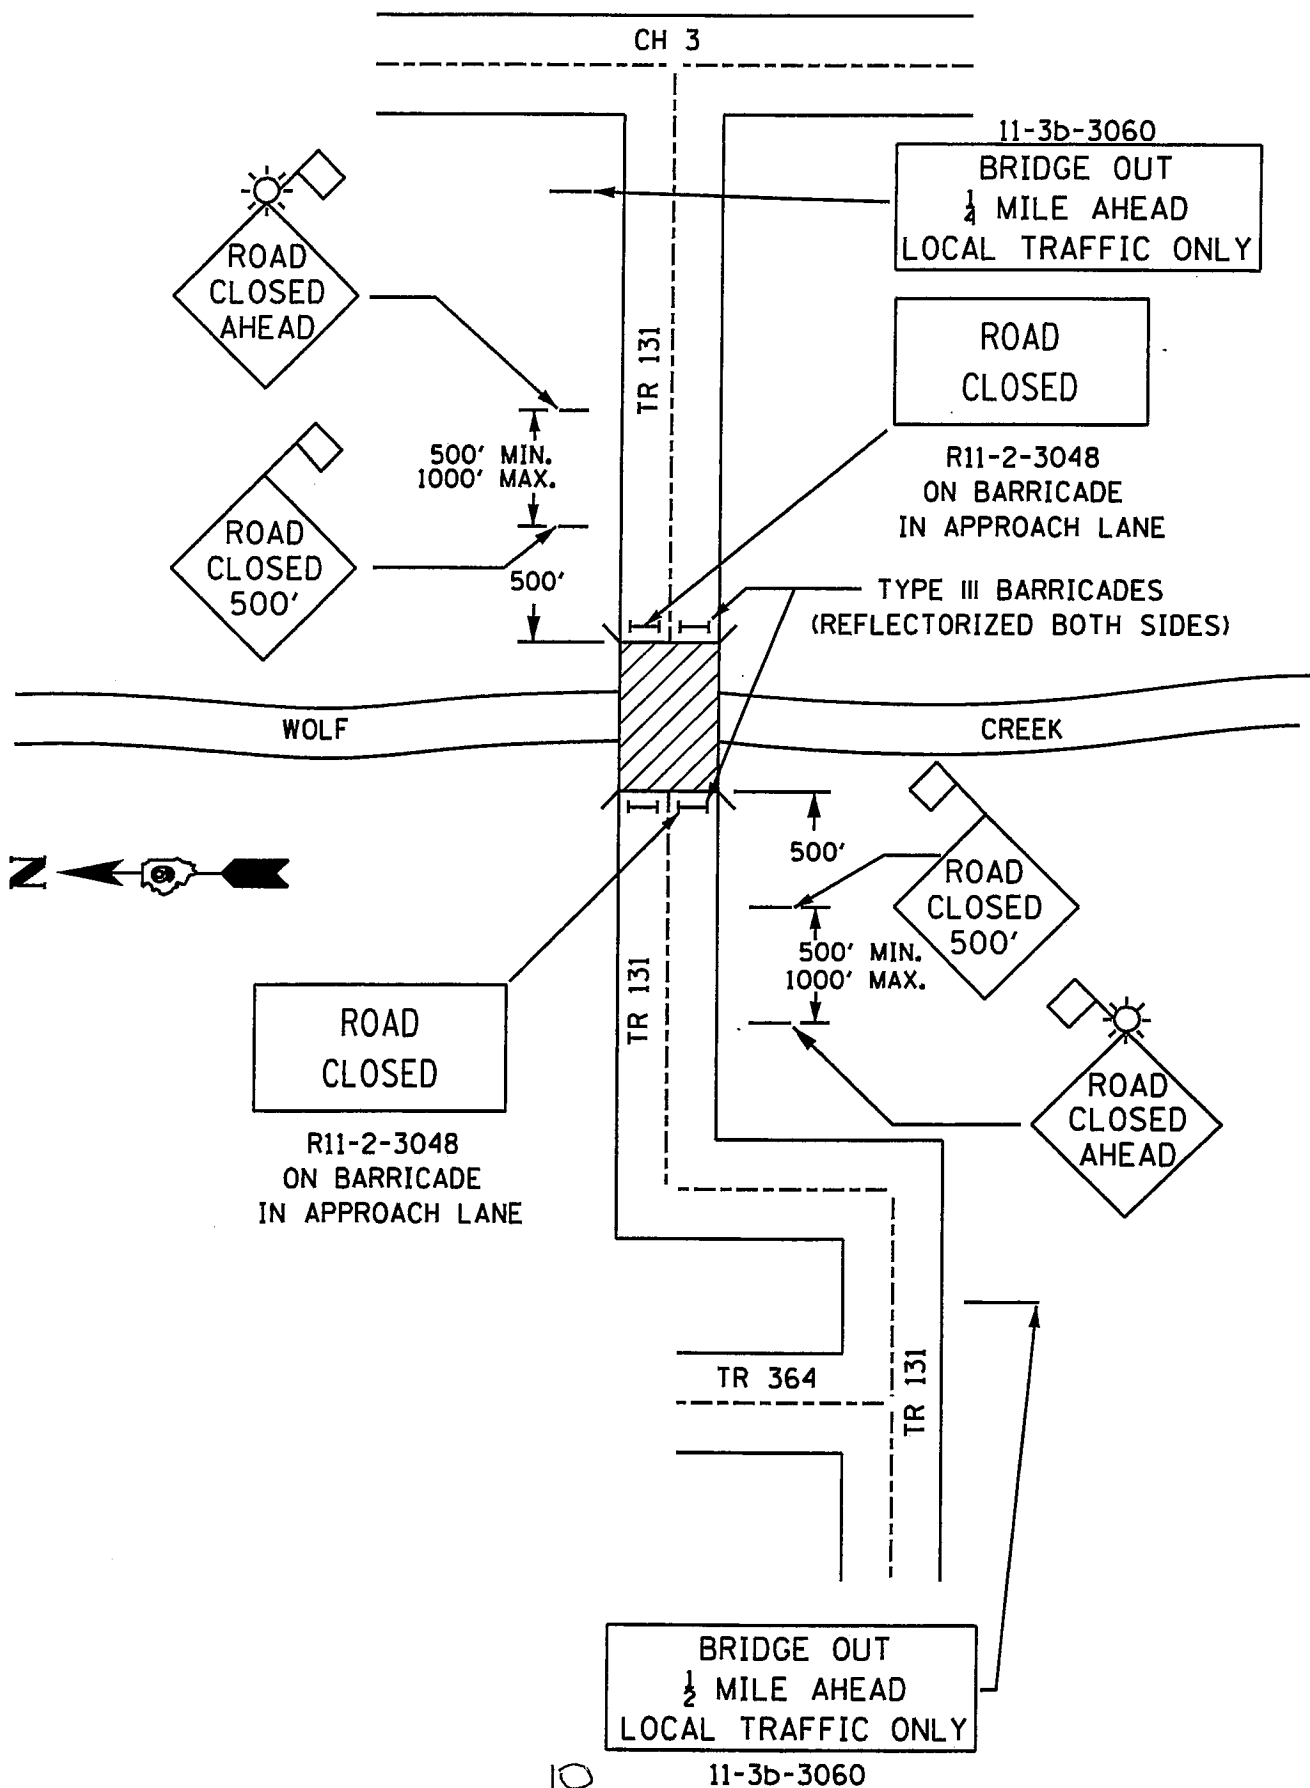 CH 3
11-3b-3060
BRIDGE OUT
1/4 MILE AHEAD
LOCAL TRAFFIC ONLY
ROAD
CLOSED
AHEAD
TR 131
ROAD
CLOSED
R11-2-3048
ON BARRICADE
IN APPROACH LANE
500' MIN.
1000' MAX.
ROAD
CLOSED
500'
500'
TYPE III BARRICADES
(REFLECTORIZED BOTH SIDES)
WOLF
CREEK
N
500'
ROAD
CLOSED
500'
500' MIN.
1000' MAX.
TR 131
ROAD
CLOSED
R11-2-3048
ON BARRICADE
IN APPROACH LANE
ROAD
CLOSED
AHEAD
TR 364
TR 131
BRIDGE OUT
1/2 MILE AHEAD
LOCAL TRAFFIC ONLY
11-3b-3060